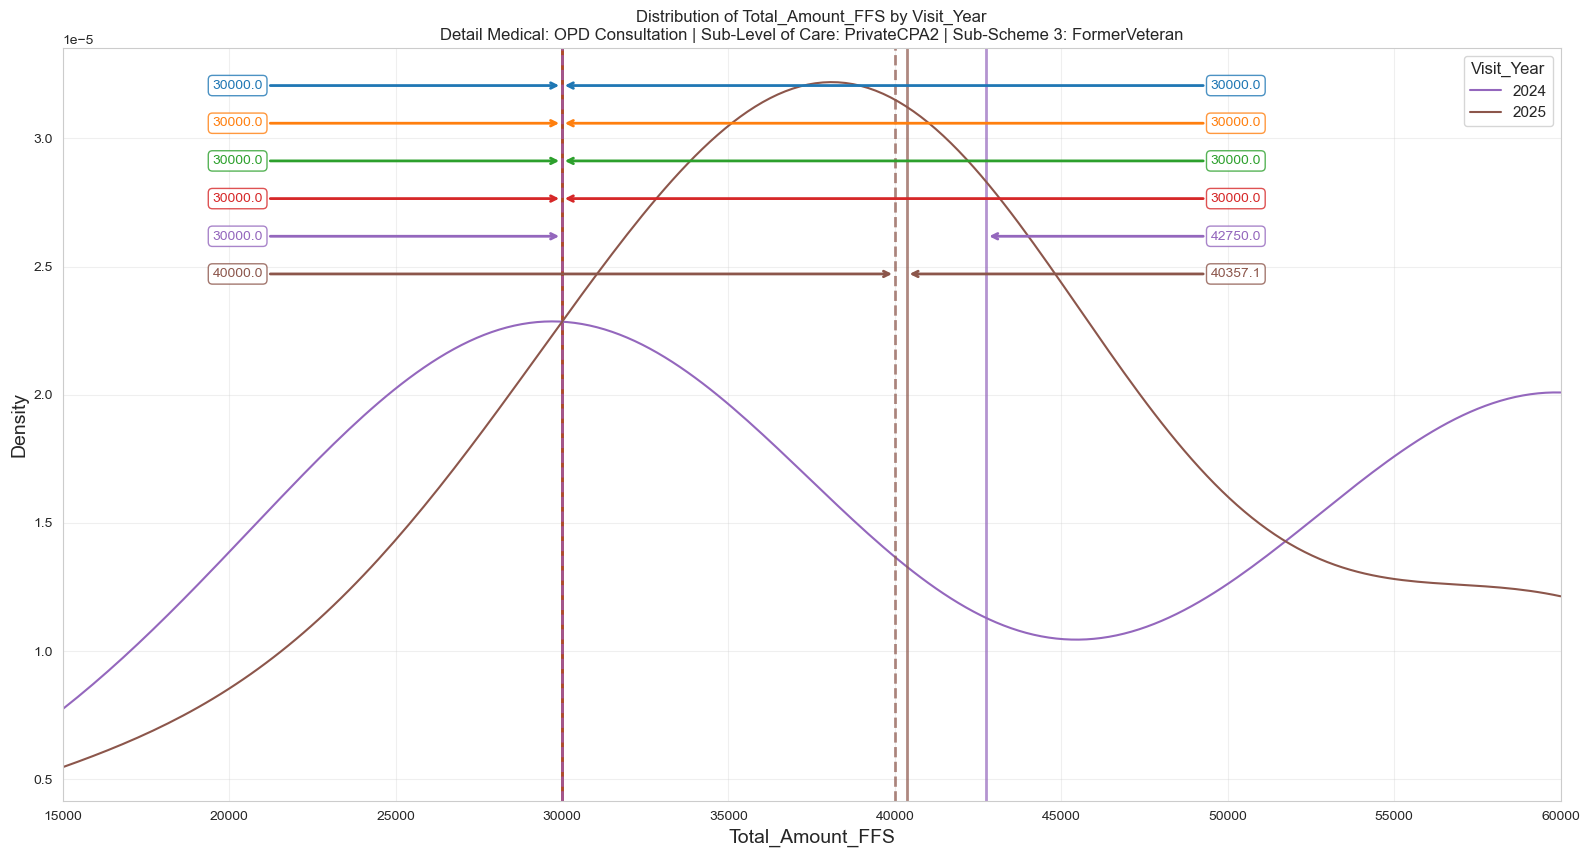 Distribution of Total_Amount_FFS by Visit_Year
Detail Medical: OPD Consultation | Sub-Level of Care: PrivateCPA2 | Sub-Scheme 3: FormerVeteran
1e−5
Visit_Year
2024
2025
30000.0 30000.0
30000.0 30000.0
30000.0 30000.0
30000.0 30000.0
30000.0 42750.0
40000.0 40357.1
3.0
2.5
2.0
1.5
1.0
0.5
Density
15000 20000 25000 30000 35000 40000 45000 50000 55000 60000
Total_Amount_FFS